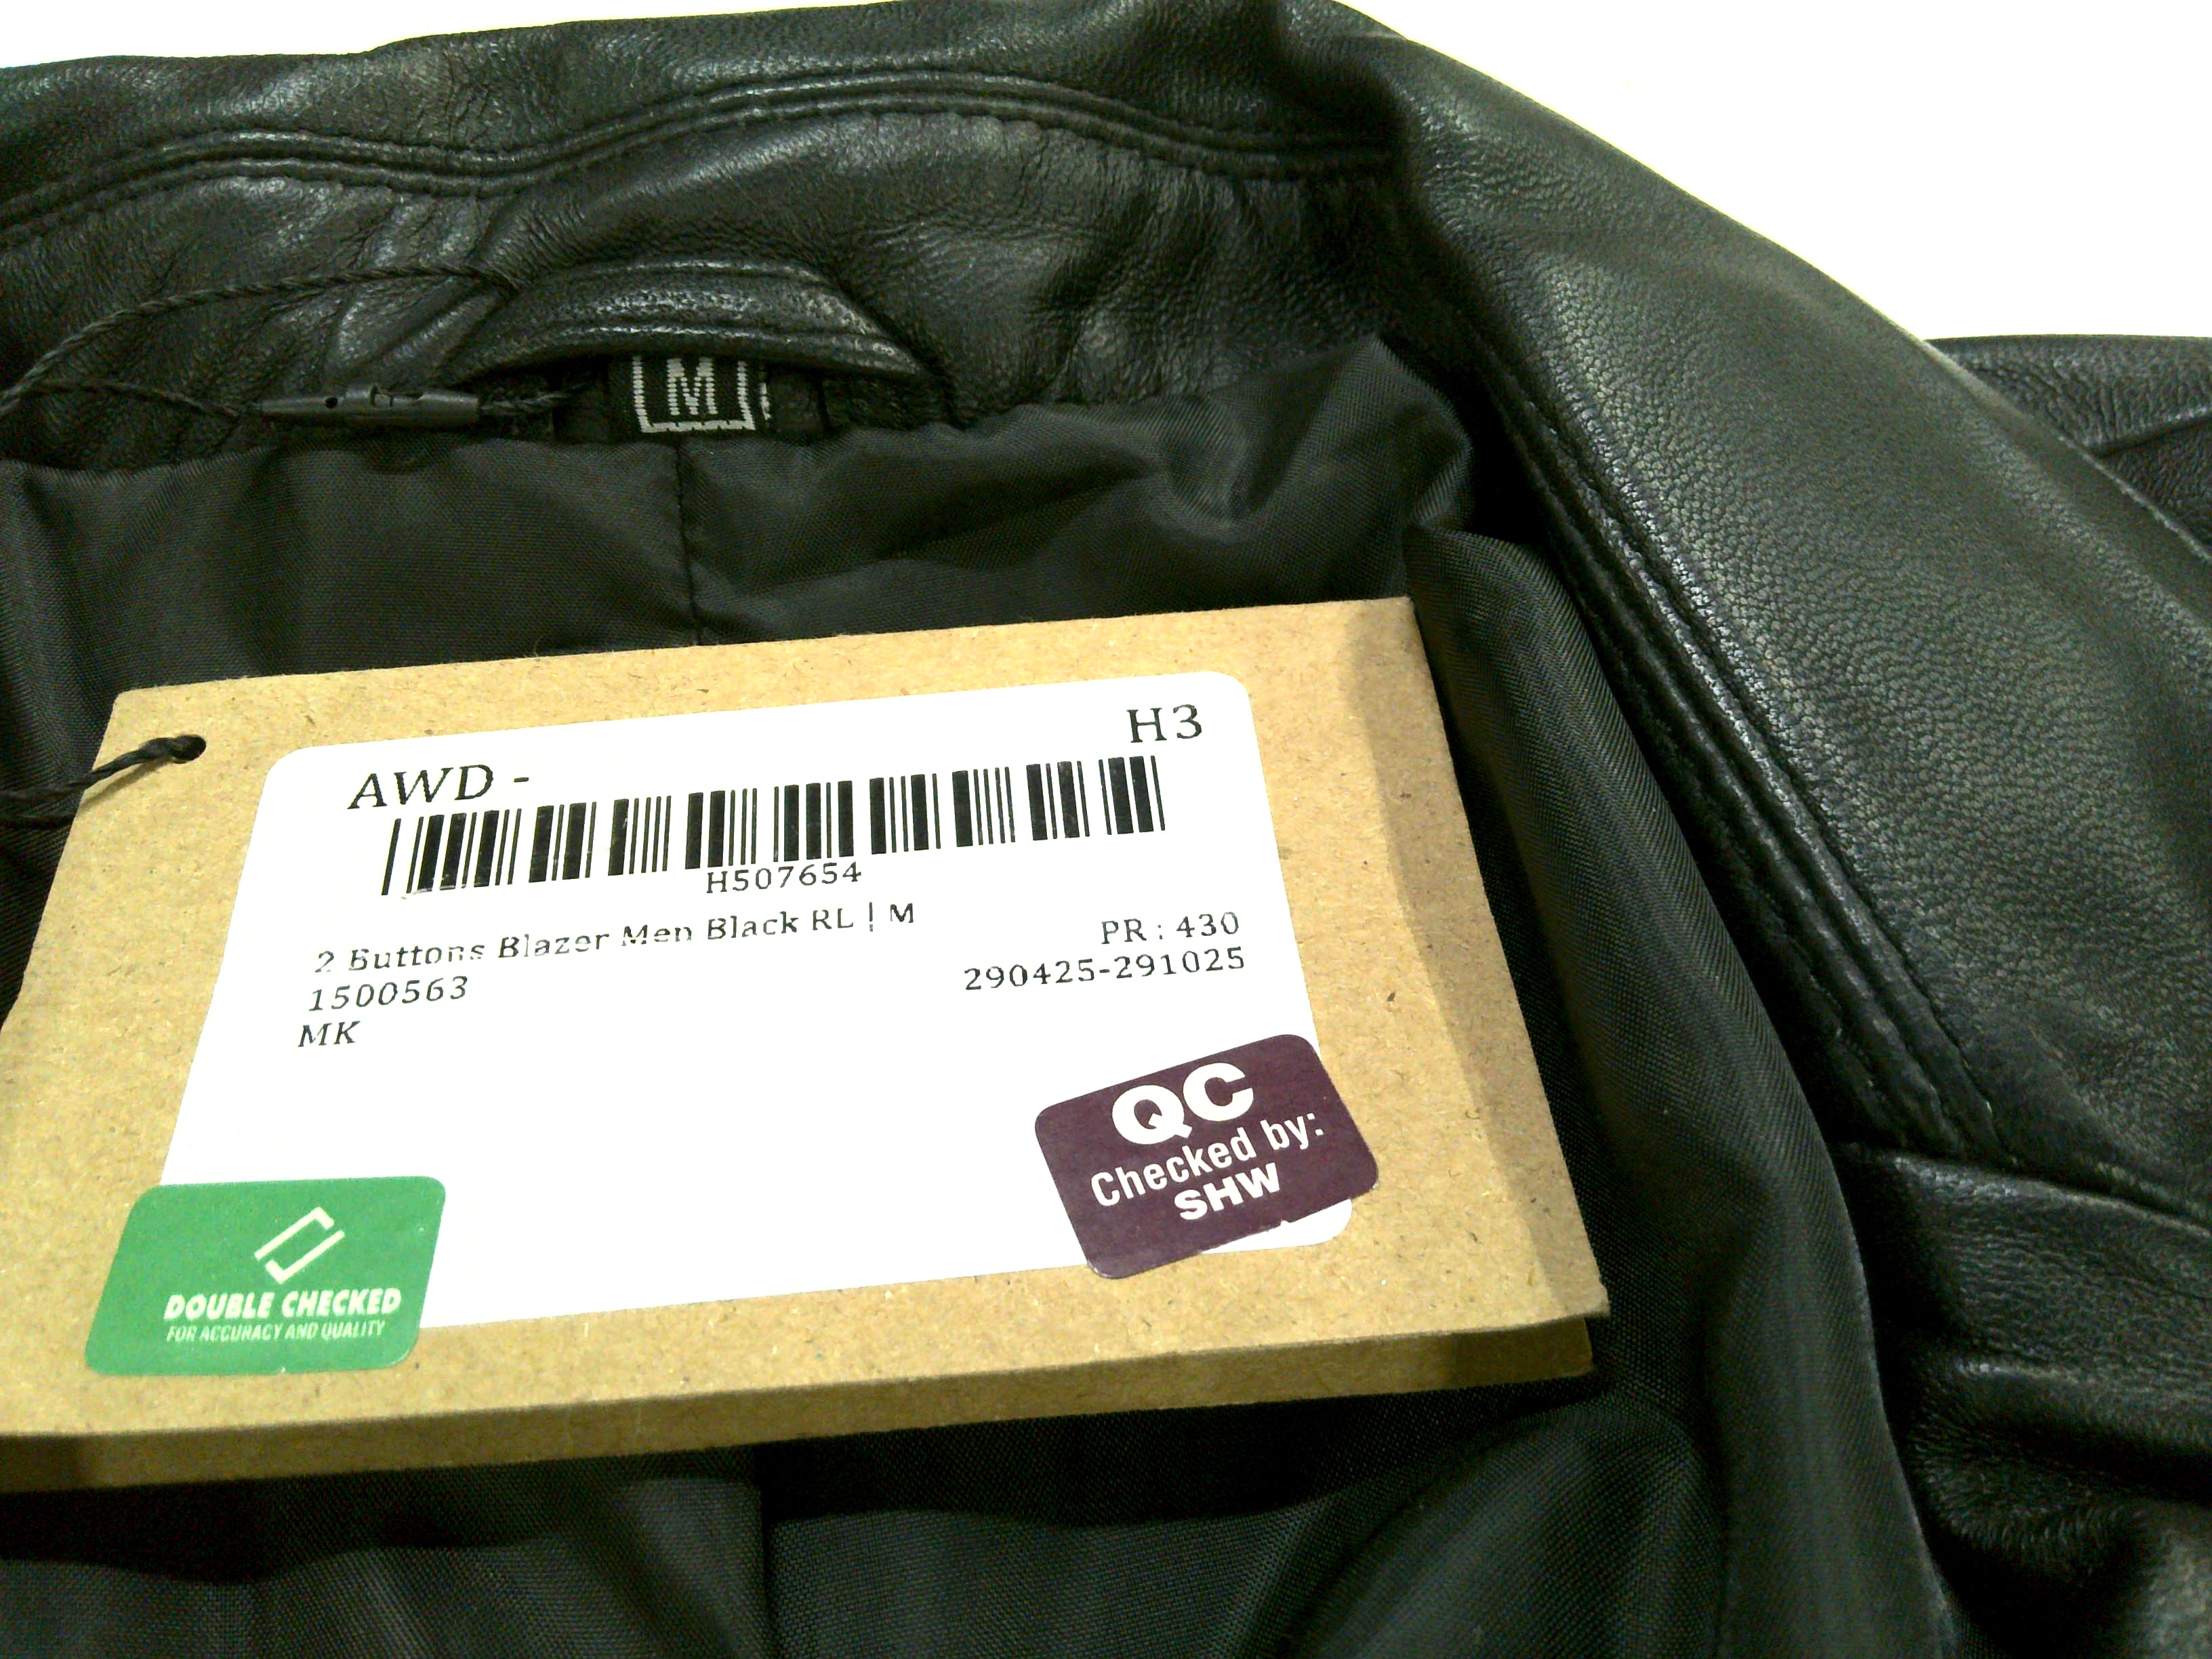 M
H3
AWD -
H507654
2 Buttons Blazer Men Black RL | M
PR : 430
1500563
290425-291025
MK
QC
Checked by:
SHW
DOUBLE CHECKED
FOR ACCURACY AND QUALITY